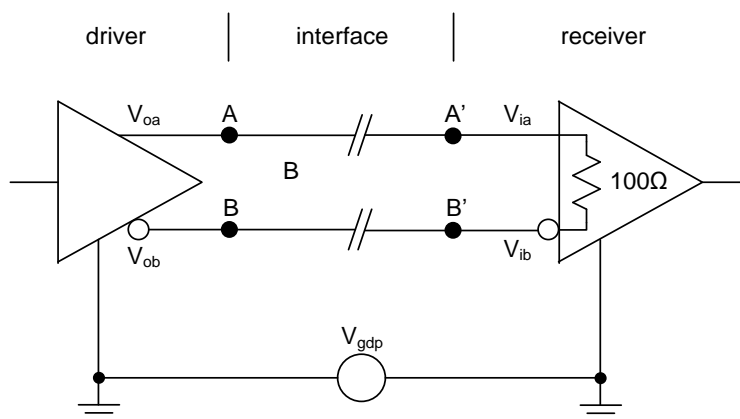 driver interface receiver
Voa A A’ Via
B 100Ω
B B’
Vob Vib
Vgdp